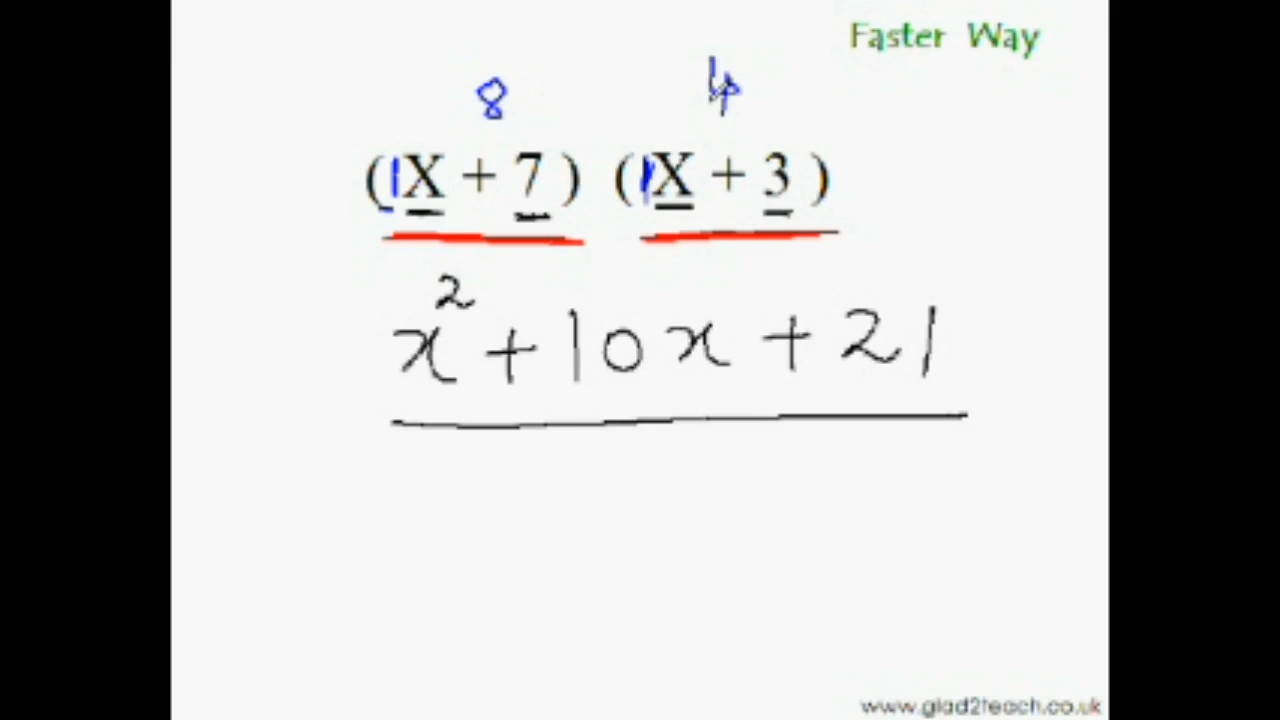 Faster Way
8 4
(1X + 7) (1X + 3)
x² + 10x + 21
www.glad2teach.co.uk